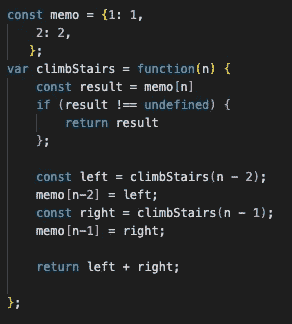 const memo = {1: 1,
    2: 2,
   };
var climbStairs = function(n) {
    const result = memo[n]
    if (result !== undefined) {
        return result
    };

    const left = climbStairs(n - 2);
    memo[n-2] = left;
    const right = climbStairs(n - 1);
    memo[n-1] = right;

    return left + right;

};